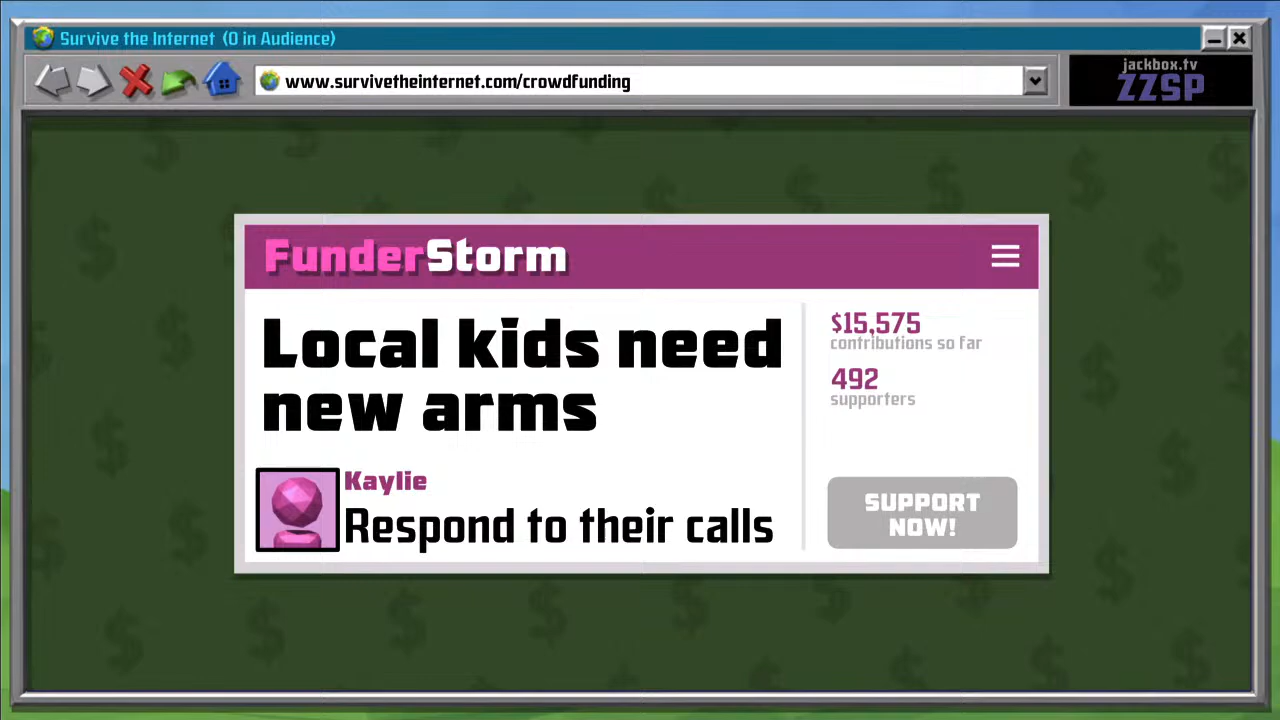 Survive the Internet (0 in Audience)
www.survivetheinternet.com/crowdfunding
jackbox.tv
ZZSP
FunderStorm
Local kids need
new arms
Kaylie
Respond to their calls
$15,575
contributions so far
492
supporters
SUPPORT
NOW!